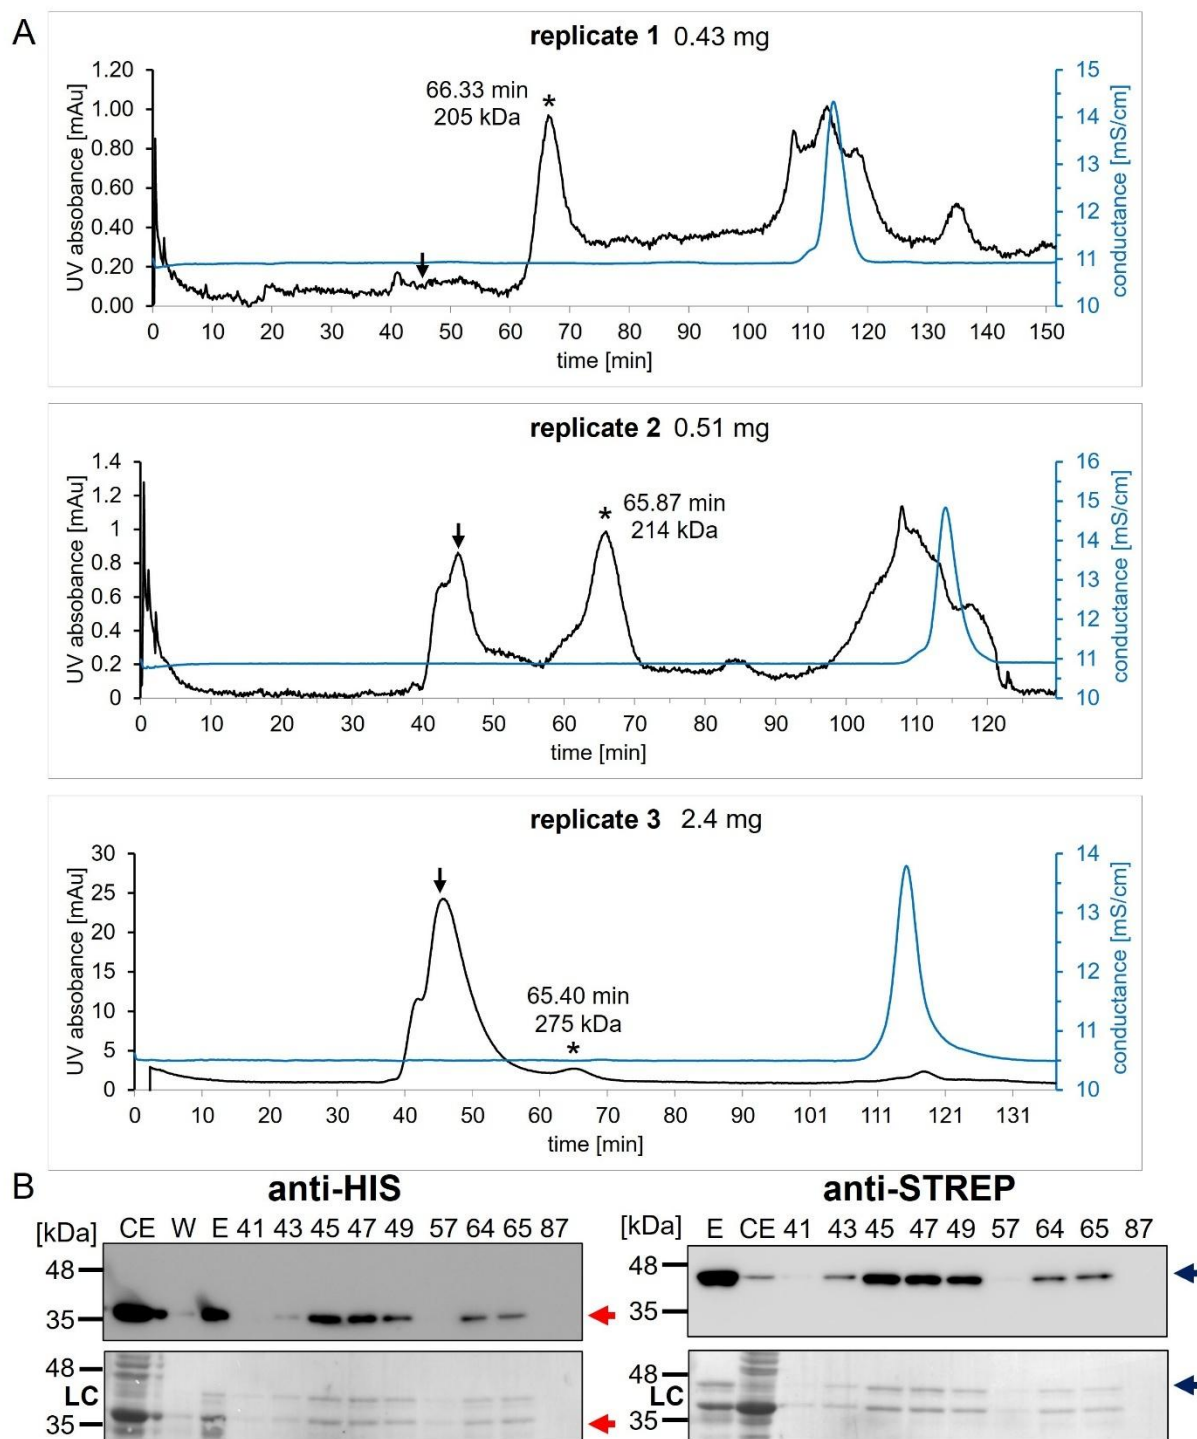 A
replicate 1 0.43 mg
UV absobance [mAu]
1.20
1.00
0.80
0.60
0.40
0.20
0.00
66.33 min
205 kDa
*
15
14
13
12
11
10
conductance [mS/cm]
0 10 20 30 40 50 60 70 80 90 100 110 120 130 140 150
time [min]
replicate 2 0.51 mg
UV absobance [mAu]
1.4
1.2
1
0.8
0.6
0.4
0.2
0
* 65.87 min
214 kDa
16
15
14
13
12
11
10
conductance [mS/cm]
0 10 20 30 40 50 60 70 80 90 100 110 120
time [min]
replicate 3 2.4 mg
UV absobance [mAu]
30
25
20
15
10
5
0
65.40 min
275 kDa
*
14
13
12
11
10
conductance [mS/cm]
0 10 20 30 40 50 60 70 80 90 101 111 121 131
time [min]
B
anti-HIS
[kDa] CE W E 41 43 45 47 49 57 64 65 87
48
35
48
LC
35
anti-STREP
[kDa] E CE 41 43 45 47 49 57 64 65 87
48
35
48
LC
35